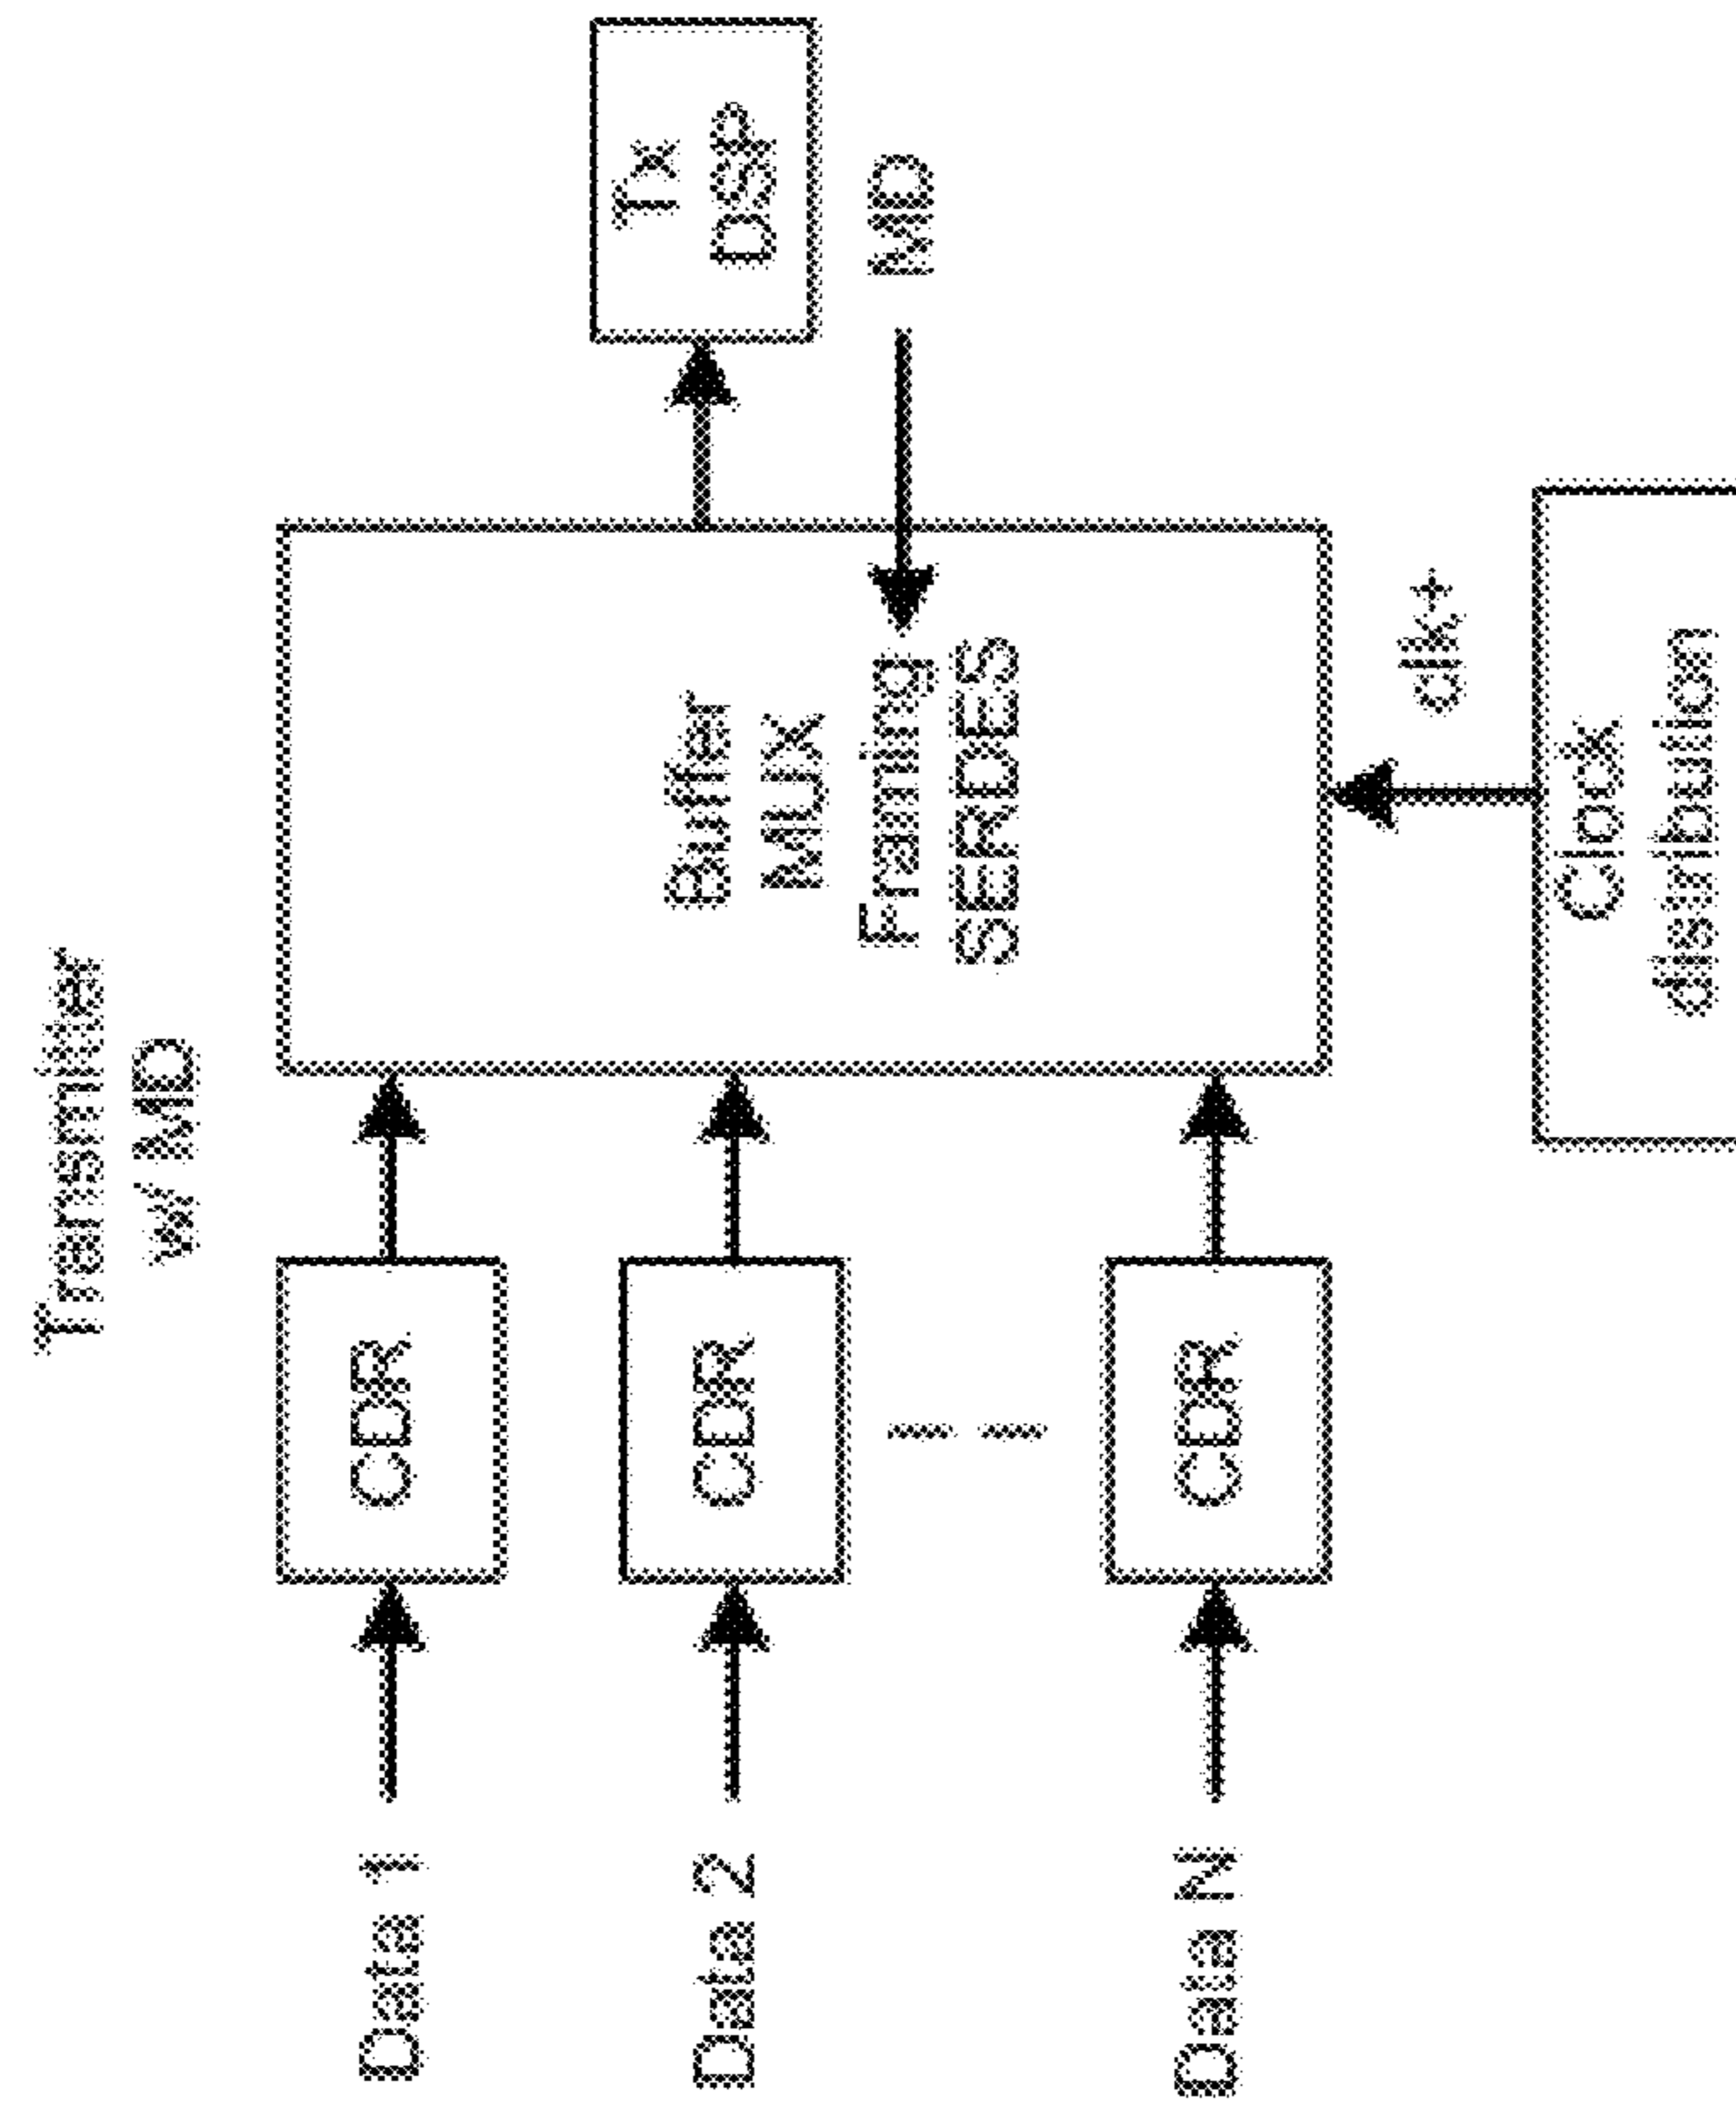 Transmitter
w/ MD
Data 1
CDR
Data 2
CDR
Data N
CDR
Buffer
MUX
Framing
SERDES
Tx
DSP
MD
clk+
Clock
distribution